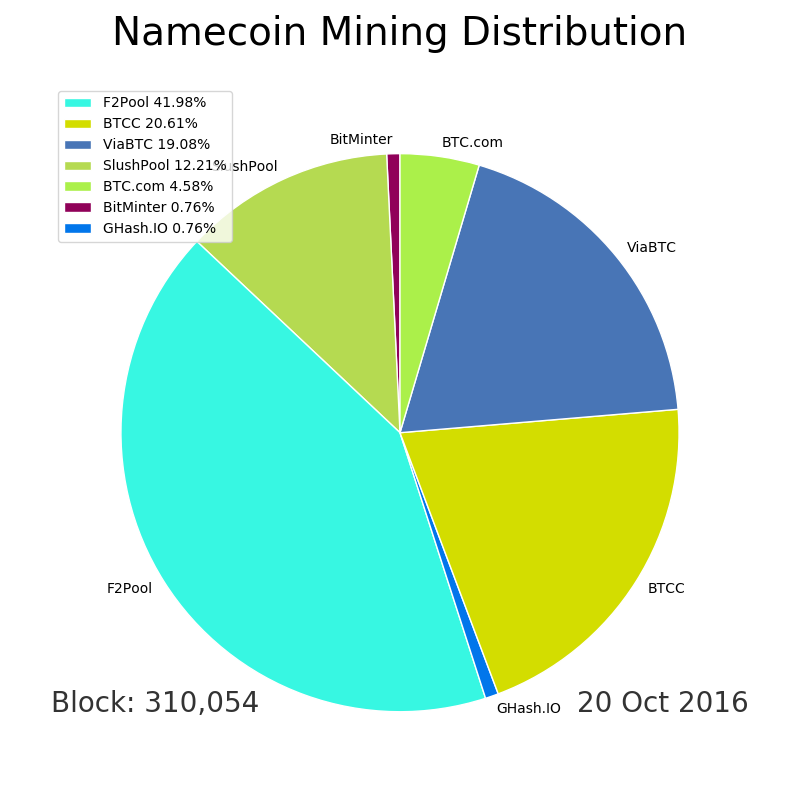 Namecoin Mining Distribution
F2Pool 41.98%
BTCC 20.61%
ViaBTC 19.08%
SlushPool 12.21%
BTC.com 4.58%
BitMinter 0.76%
GHash.IO 0.76%
BitMinter
BTC.com
ViaBTC
F2Pool
BTCC
GHash.IO
Block: 310,054
20 Oct 2016